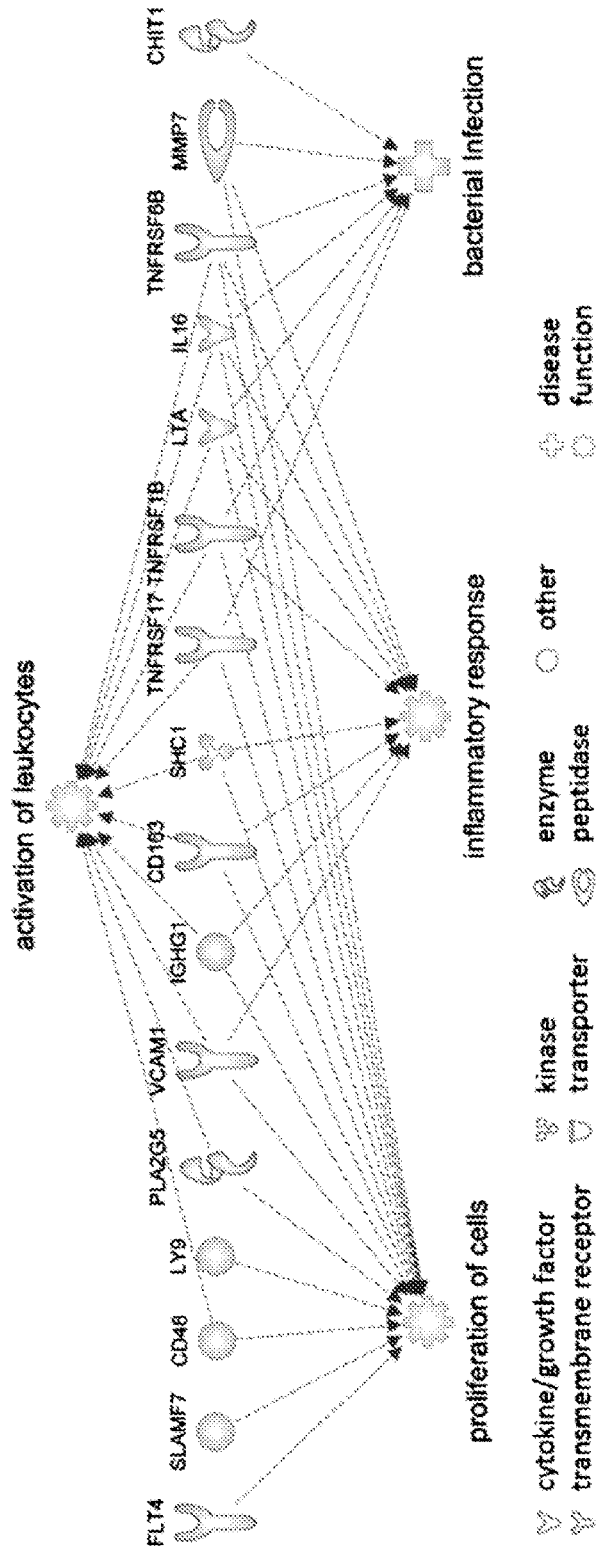 activation of leukocytes
FLT4
SLAMF7
CD48
LY9
PLA2G5
VCAM1
IGHG1
CD163
SHC1
TNFRSF17
TNFRSF1B
LTA
IL16
TNFRSF6B
MMP7
CHIT1
proliferation of cells
inflammatory response
bacterial Infection
cytokine/growth factor
kinase
enzyme
other
disease
transmembrane receptor
transporter
peptidase
function